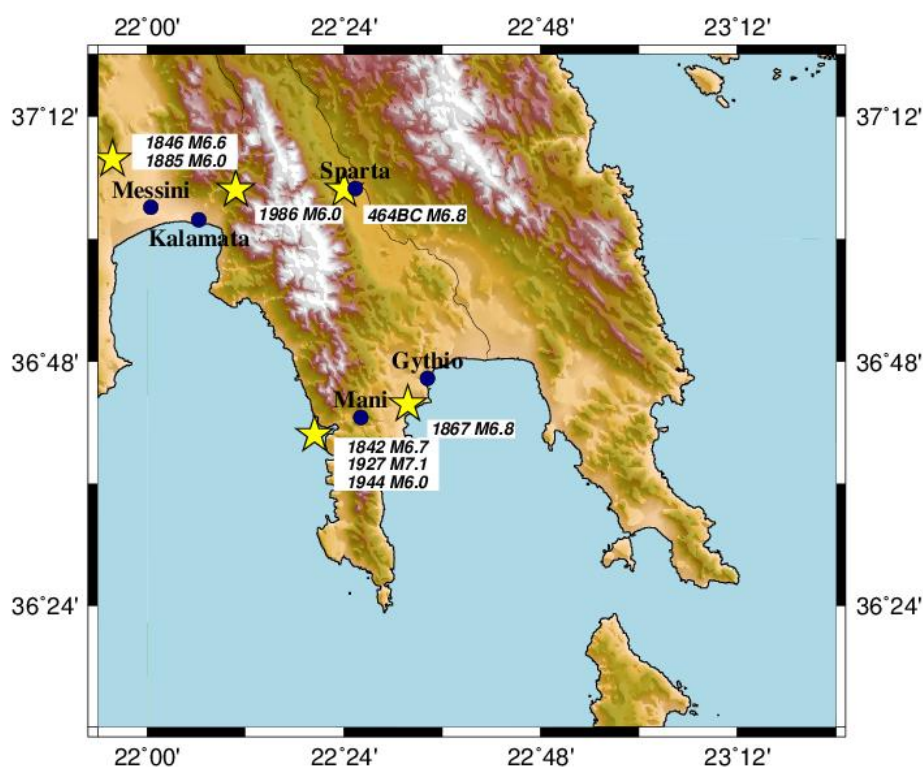 22˚00' 22˚24' 22˚48' 23˚12'
37˚12' 37˚12'
1846 M6.6
1885 M6.0
Sparta
Messini
1986 M6.0
464BC M6.8
Kalamata
36˚48' 36˚48'
Gythio
Mani
1867 M6.8
1842 M6.7
1927 M7.1
1944 M6.0
36˚24' 36˚24'
22˚00' 22˚24' 22˚48' 23˚12'